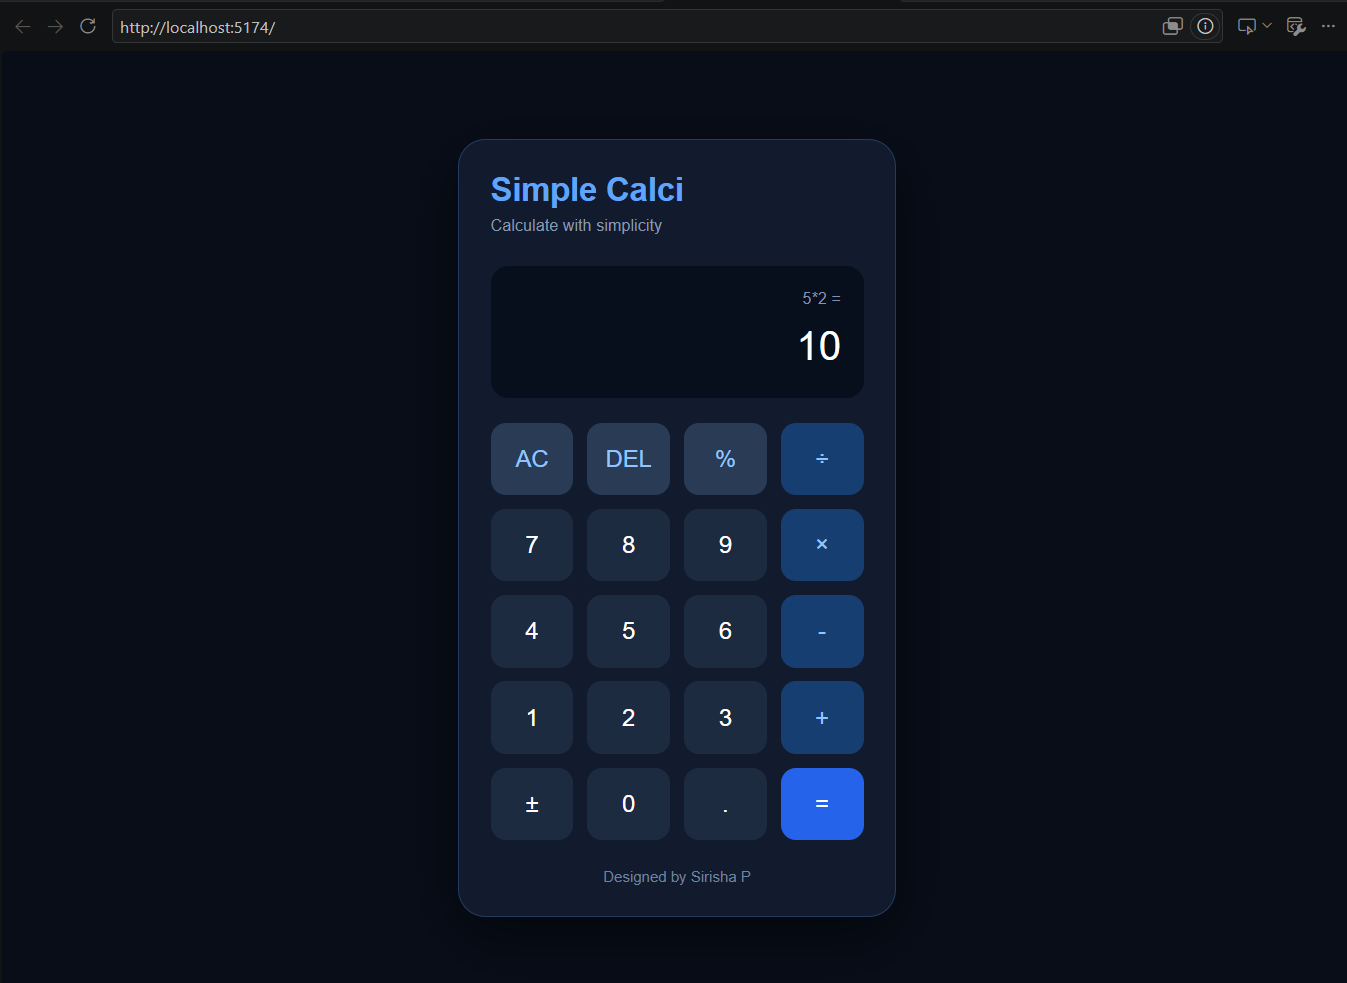 http://localhost:5174/
Simple Calci
Calculate with simplicity
5*2 =
10
AC DEL % ÷
7 8 9 ×
4 5 6 -
1 2 3 +
± 0 . =
Designed by Sirisha P